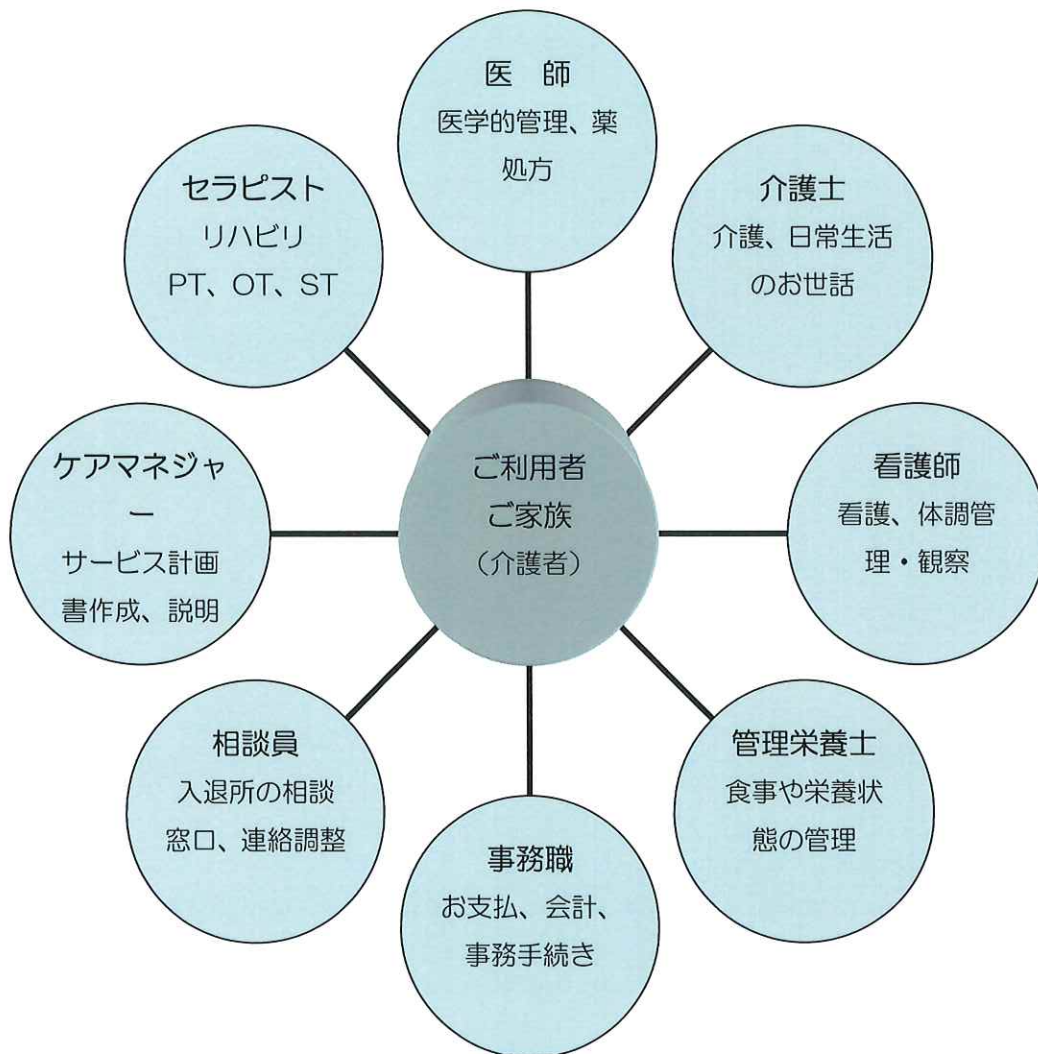 医　師
医学的管理、薬
処方
介護士
介護、日常生活
のお世話
看護師
看護、体調管
理・観察
管理栄養士
食事や栄養状
態の管理
事務職
お支払、会計、
事務手続き
相談員
入退所の相談
窓口、連絡調整
ケアマネジャ
ー
サービス計画
書作成、説明
セラピスト
リハビリ
PT、OT、ST
ご利用者
ご家族
（介護者）